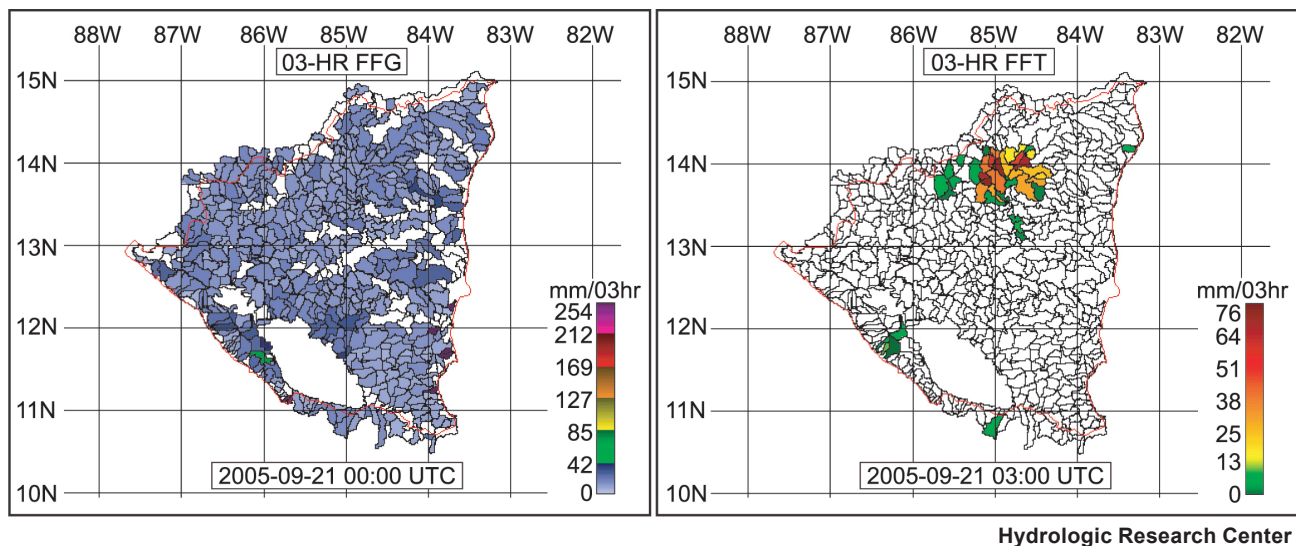 88W 87W 86W 85W 84W 83W 82W
03-HR FFG
15N
14N
13N
12N
11N
10N
mm/03hr
254
212
169
127
85
42
0
2005-09-21 00:00 UTC
88W 87W 86W 85W 84W 83W 82W
03-HR FFT
15N
14N
13N
12N
11N
10N
mm/03hr
76
64
51
38
25
13
0
2005-09-21 03:00 UTC
Hydrologic Research Center